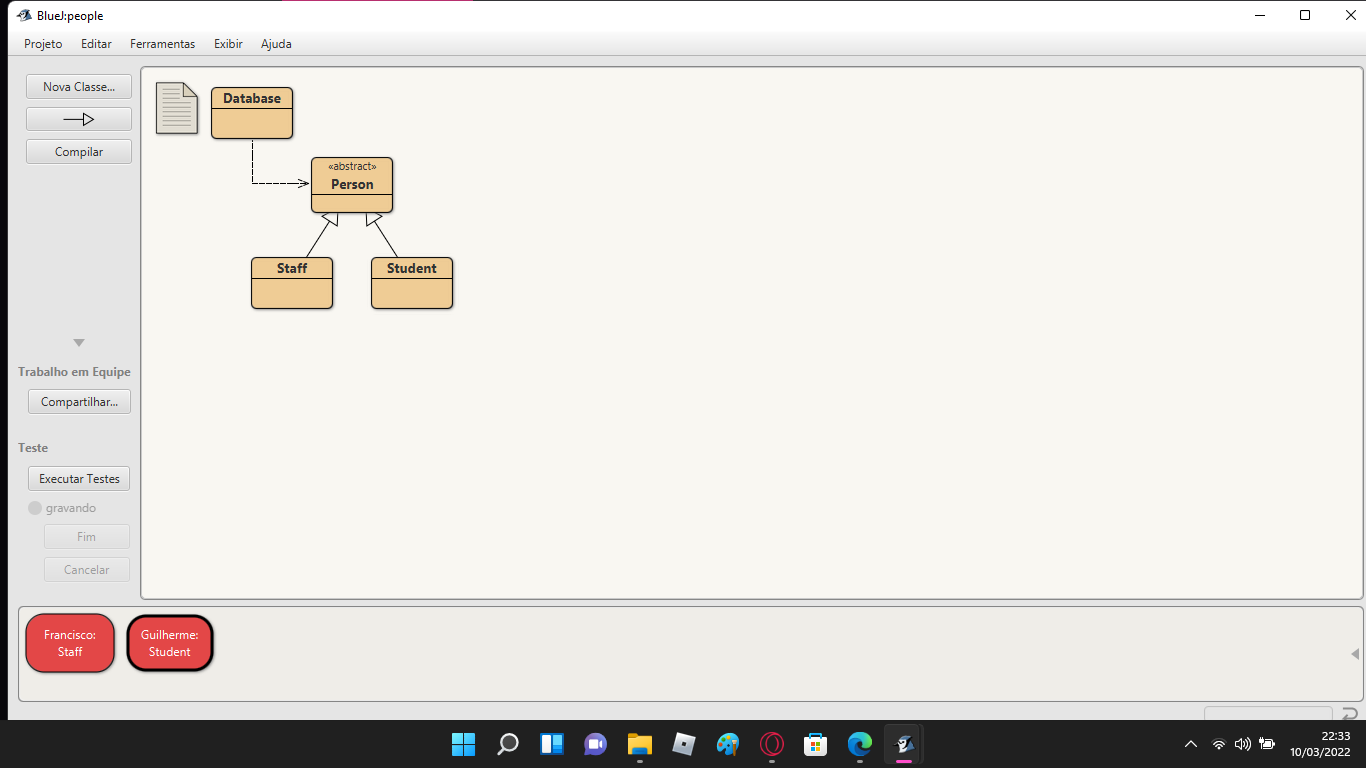 BlueJ:people
Projeto Editar Ferramentas Exibir Ajuda
Nova Classe...
Compilar
Database
«abstract»
Person
Staff
Student
Trabalho em Equipe
Compartilhar...
Teste
Executar Testes
gravando
Fim
Cancelar
Francisco:
Staff
Guilherme:
Student
22:33
10/03/2022